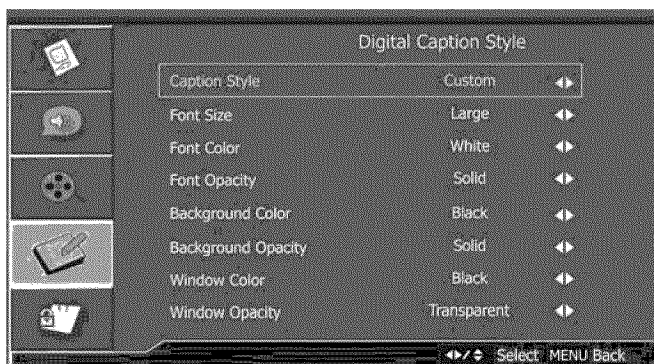 Digital Caption Style
Caption Style Custom
Font Size Large
Font Color White
Font Opacity Solid
Background Color Black
Background Opacity Solid
Window Color Black
Window Opacity Transparent
Select MENU Back